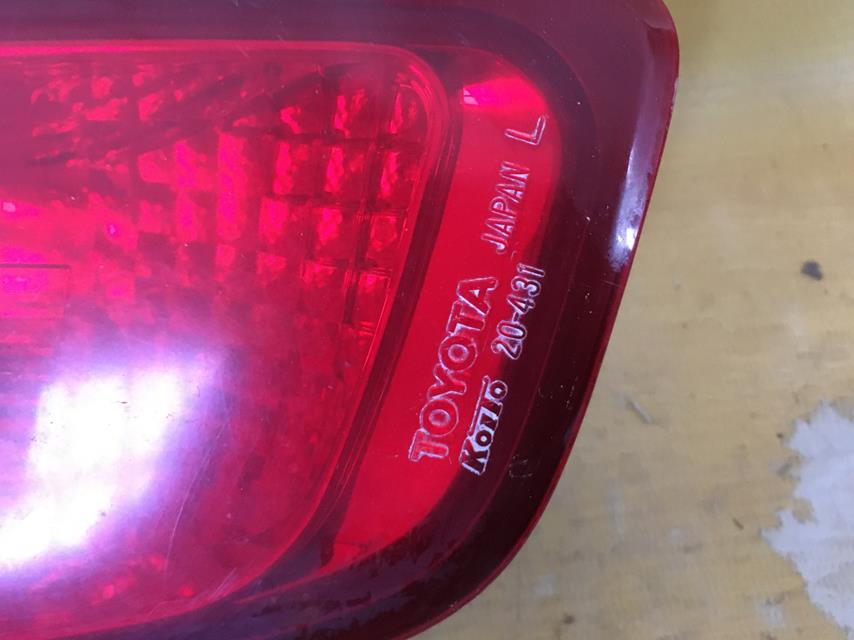 TOYOTA JAPAN L
KOITO 20-431